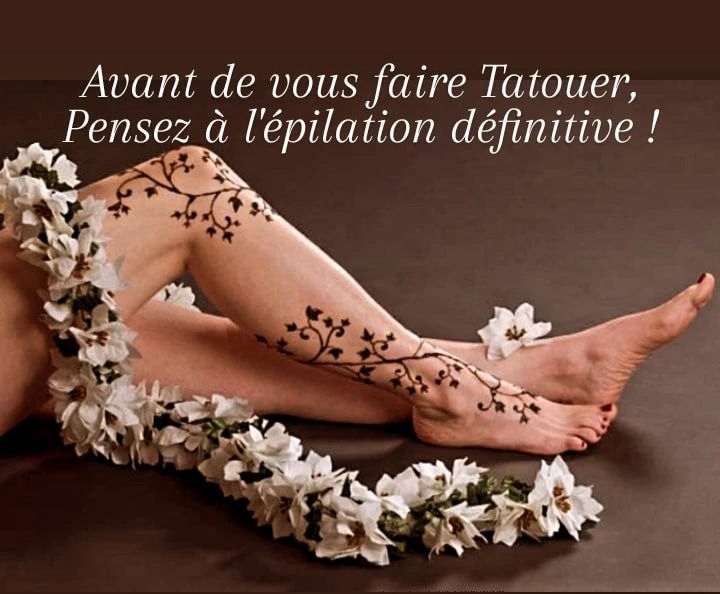 Avant de vous faire Tatouer,
Pensez à l'épilation définitive !